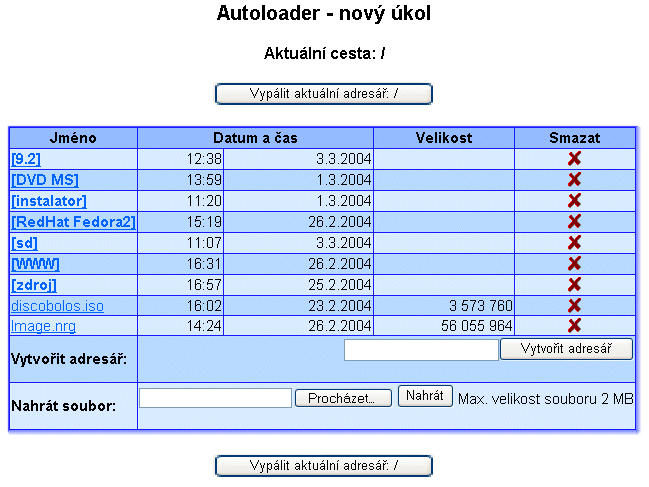 Autoloader - nový úkol
Aktuální cesta: /
Vypálit aktuální adresář: /
Jméno Datum a čas Velikost Smazat
[9.2] 12:38 3.3.2004
[DVD MS] 13:59 1.3.2004
[instalator] 11:20 1.3.2004
[RedHat Fedora2] 15:19 26.2.2004
[sd] 11:07 3.3.2004
[WWW] 16:31 26.2.2004
[zdroj] 16:57 25.2.2004
discobolos.iso 16:02 23.2.2004 3 573 760
Image.nrg 14:24 26.2.2004 56 055 964
Vytvořit adresář: Vytvořit adresář
Nahrát soubor: Procházet... Nahrát Max. velikost souboru 2 MB
Vypálit aktuální adresář: /